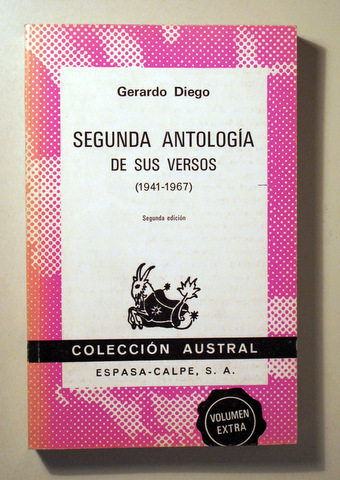 Gerardo Diego
SEGUNDA ANTOLOGÍA
DE SUS VERSOS
(1941-1967)
Segunda edición
COLECCIÓN AUSTRAL
ESPASA-CALPE, S. A.
VOLUMEN
EXTRA